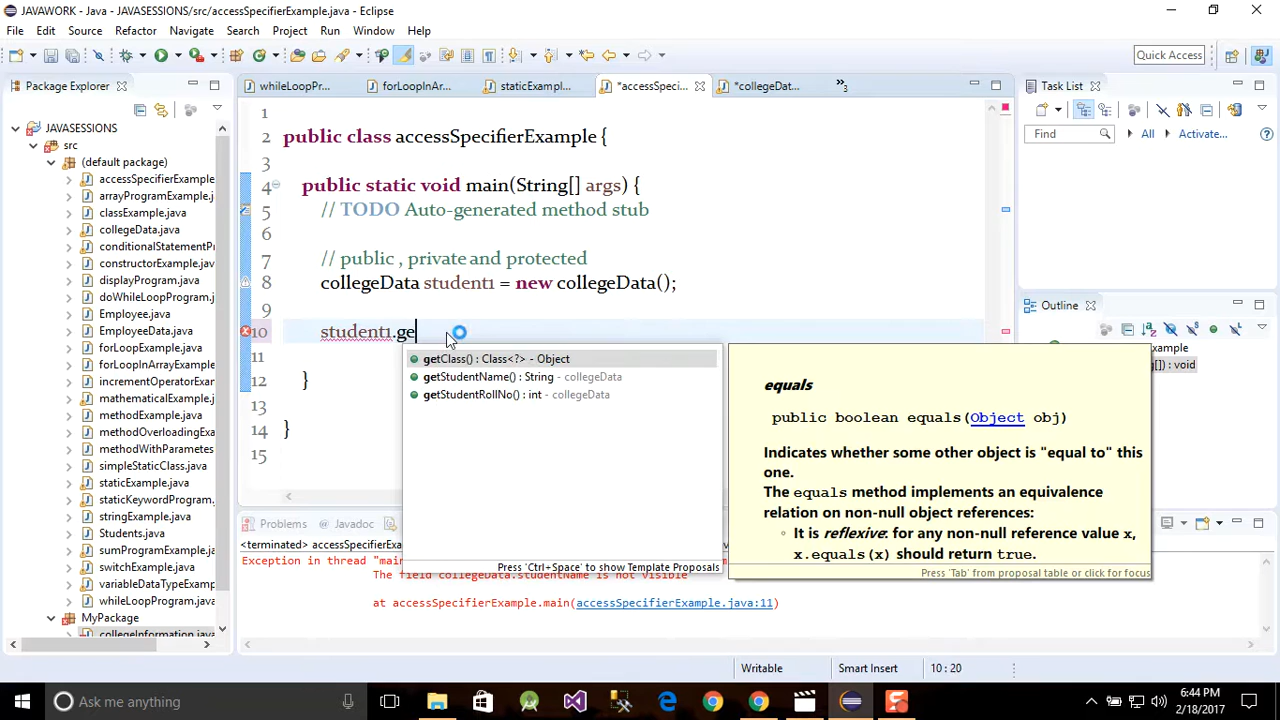 JAVAWORK - Java - JAVASESSIONS/src/accessSpecifierExample.java - Eclipse
File Edit Source Refactor Navigate Search Project Run Window Help
Quick Access
Package Explorer
whileLoopPr...
forLoopInAr...
staticExampl...
*accessSpeci...
*collegeDat...
3
Task List
Find
All
Activate...
JAVASESSIONS
src
(default package)
accessSpecifierExample
arrayProgramExample.j
classExample.java
collegeData.java
conditionalStatementP
constructorExample.java
displayProgram.java
doWhileLoopProgram.j
Employee.java
EmployeeData.java
forLoopExample.java
forLoopInArrayExample
incrementOperatorExa
mathematicalExample.
methodExample.java
methodOverloadingExa
methodWithParametes
simpleStaticClass.java
staticExample.java
staticKeywordProgram.
stringExample.java
Students.java
sumProgramExample.ja
switchExample.java
variableDataTypeExamp
whileLoopProgram.java
MyPackage
collegeInformation.java
1
2 public class accessSpecifierExample {
3
4 public static void main(String[] args) {
5 // TODO Auto-generated method stub
6
7 // public , private and protected
8 collegeData student1 = new collegeData();
9
10 student1.ge
11
12 }
13
14 }
15
getClass() : Class<?> - Object
getStudentName() : String - collegeData
getStudentRollNo() : int - collegeData
Press 'Ctrl+Space' to show Template Proposals
equals
public boolean equals(Object obj)
Indicates whether some other object is "equal to" this
one.
The equals method implements an equivalence
relation on non-null object references:
It is reflexive: for any non-null reference value x,
x.equals(x) should return true.
Press 'Tab' from proposal table or click for focus
Outline
) : void
Problems
Javadoc
<terminated> accessSpecifierExa
Exception in thread "mai
The field collegeData.studentName is not visible
at accessSpecifierExample.main(accessSpecifierExample.java:11)
Writable
Smart Insert
10 : 20
Ask me anything
6:44 PM
2/18/2017